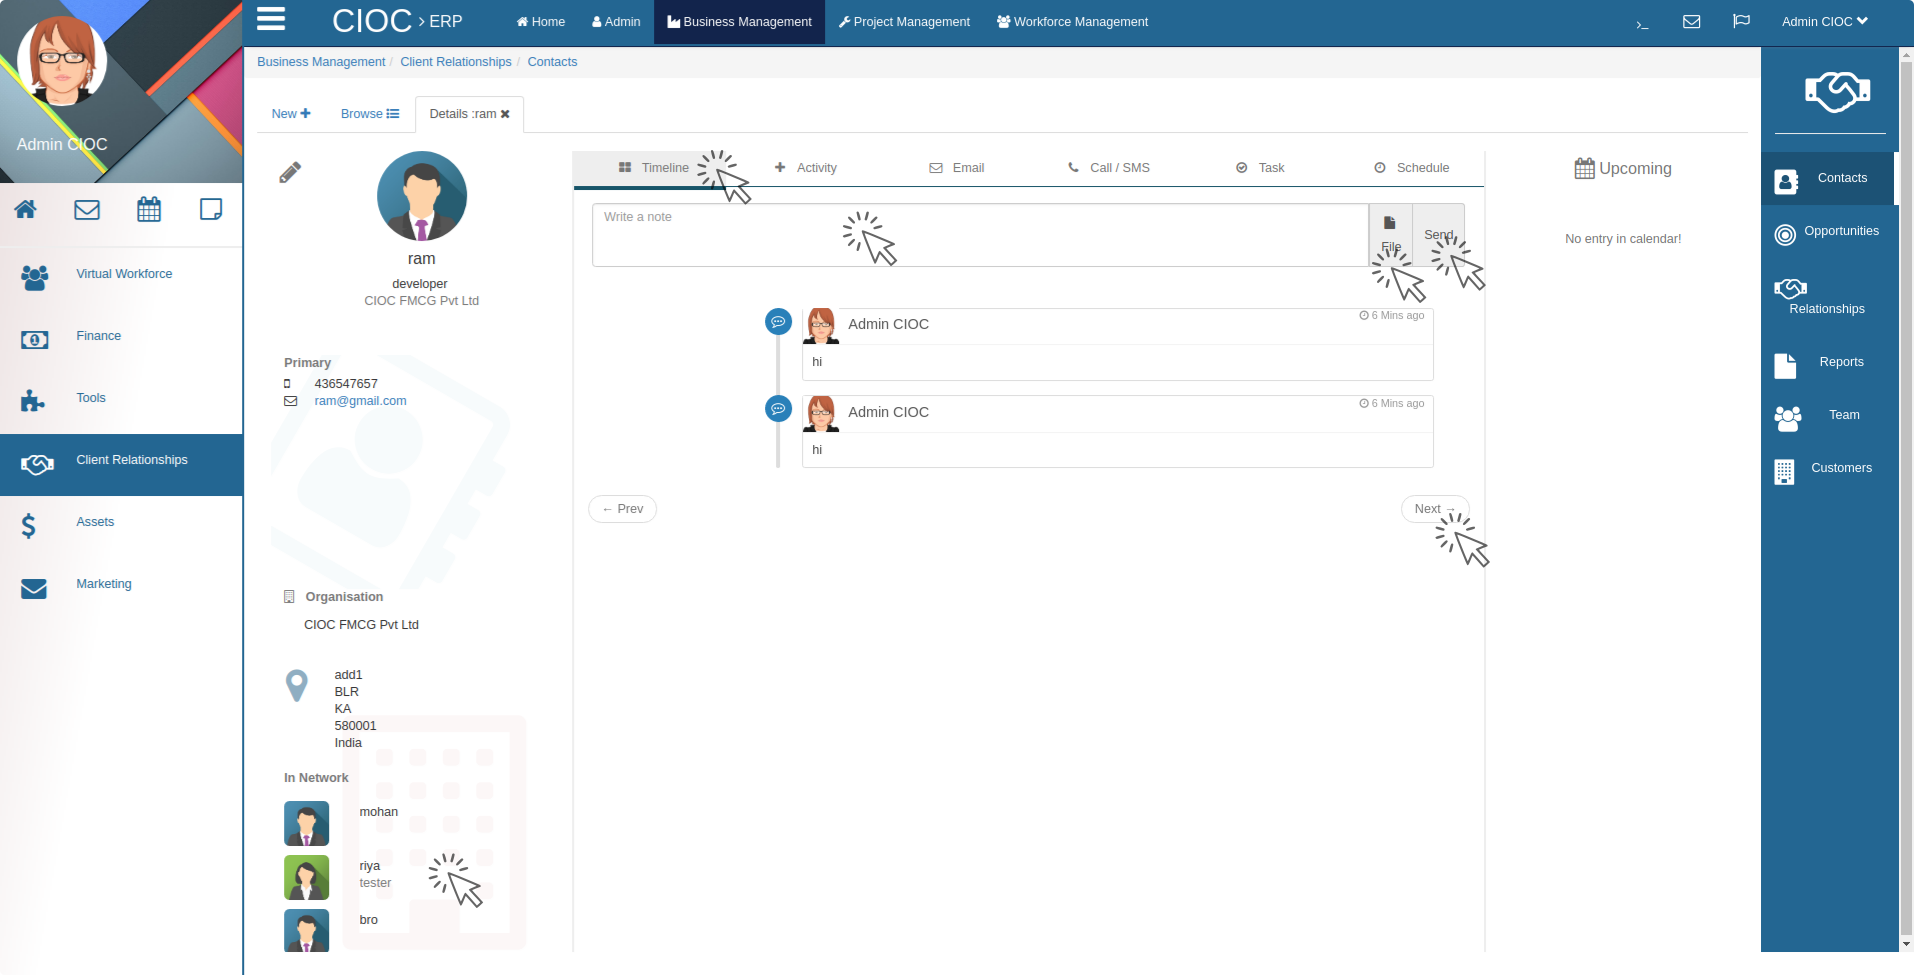 CIOC > ERP
Home
Admin
Business Management
Project Management
Workforce Management
>_
Admin CIOC
Admin CIOC
Business Management / Client Relationships / Contacts
New
Browse
Details :ram
Virtual Workforce
Finance
Tools
Client Relationships
Assets
Marketing
ram
developer
CIOC FMCG Pvt Ltd
Primary
436547657
ram@gmail.com
Organisation
CIOC FMCG Pvt Ltd
add1
BLR
KA
580001
India
In Network
mohan
riya
tester
bro
Timeline
Activity
Email
Call / SMS
Task
Schedule
Write a note
File
Send
Admin CIOC
6 Mins ago
hi
Admin CIOC
6 Mins ago
hi
← Prev
Next →
Upcoming
No entry in calendar!
Contacts
Opportunities
Relationships
Reports
Team
Customers